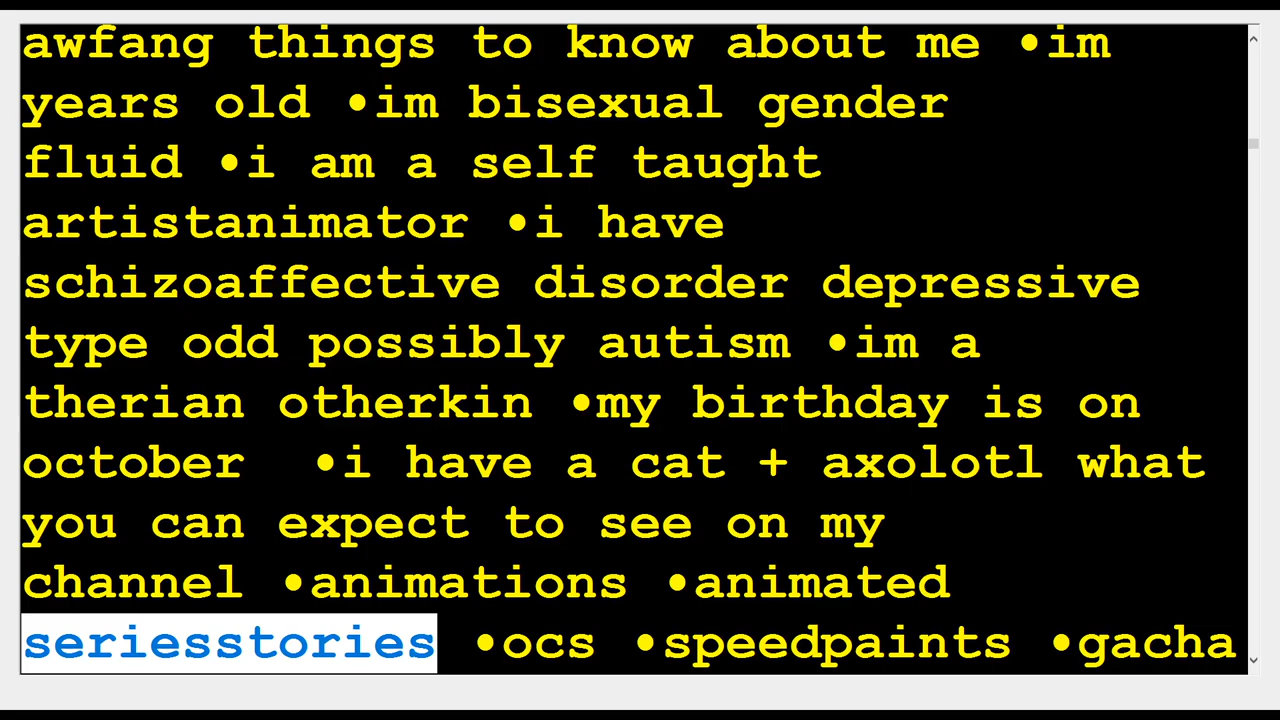 awfang things to know about me •im
years old •im bisexual gender
fluid •i am a self taught
artistanimator •i have
schizoaffective disorder depressive
type odd possibly autism •im a
therian otherkin •my birthday is on
october  •i have a cat + axolotl what
you can expect to see on my
channel •animations •animated
seriesstories •ocs •speedpaints •gacha